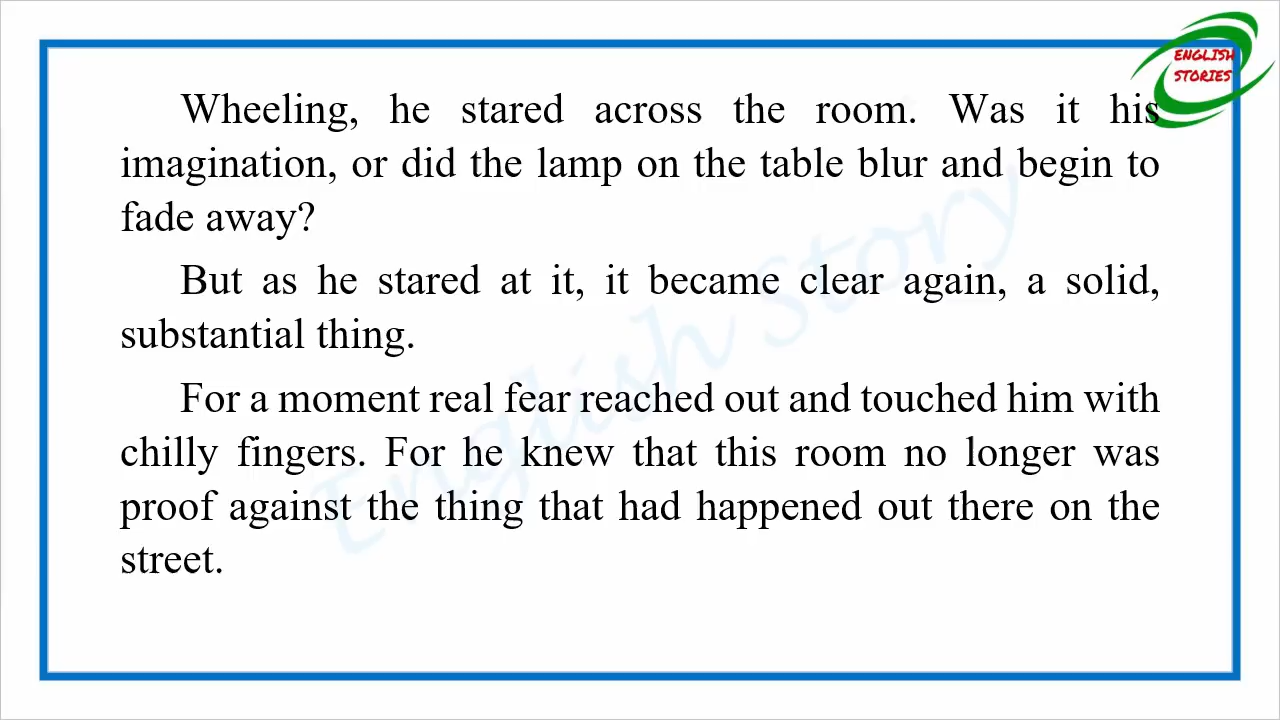 ENGLISH
STORIES
Wheeling, he stared across the room. Was it his
imagination, or did the lamp on the table blur and begin to
fade away?
But as he stared at it, it became clear again, a solid,
substantial thing.
For a moment real fear reached out and touched him with
chilly fingers. For he knew that this room no longer was
proof against the thing that had happened out there on the
street.
English Story